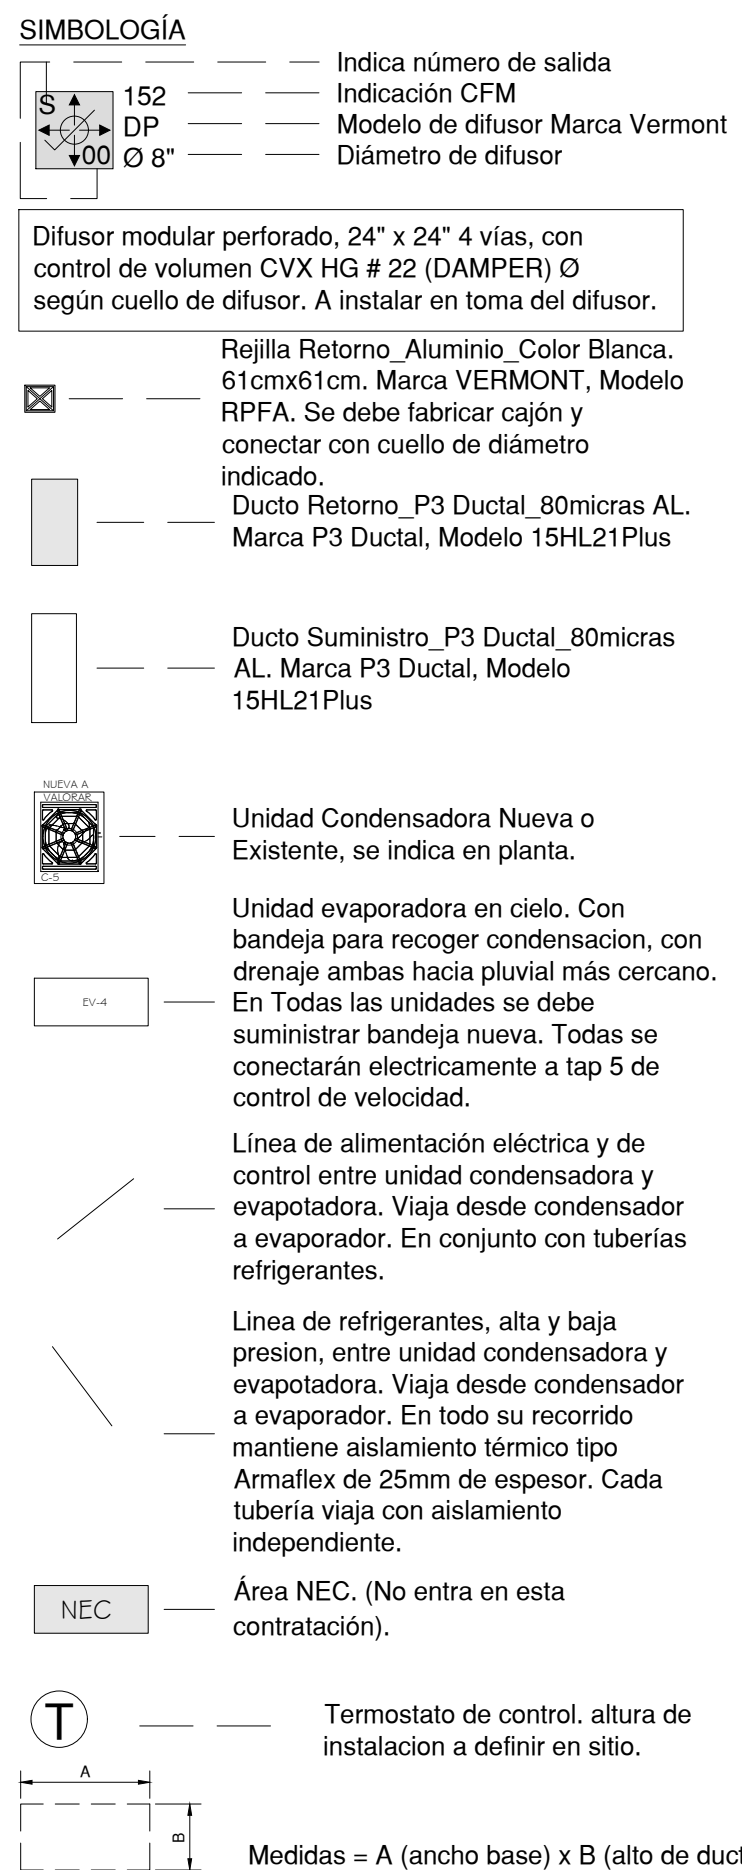 SIMBOLOGÍA
Indica número de salida
S
152
Indicación CFM
DP
Modelo de difusor Marca Vermont
00
Ø 8"
Diámetro de difusor
Difusor modular perforado, 24" x 24" 4 vías, con
control de volumen CVX HG # 22 (DAMPER) Ø
según cuello de difusor. A instalar en toma del difusor.
Rejilla Retorno_Aluminio_Color Blanca.
61cmx61cm. Marca VERMONT, Modelo
RPFA. Se debe fabricar cajón y
conectar con cuello de diámetro
indicado.
Ducto Retorno_P3 Ductal_80micras AL.
Marca P3 Ductal, Modelo 15HL21Plus
Ducto Suministro_P3 Ductal_80micras
AL. Marca P3 Ductal, Modelo
15HL21Plus
NUEVA A
VALORAR
C-5
Unidad Condensadora Nueva o
Existente, se indica en planta.
Unidad evaporadora en cielo. Con
bandeja para recoger condensacion, con
drenaje ambas hacia pluvial más cercano.
EV-4
En Todas las unidades se debe
suministrar bandeja nueva. Todas se
conectarán electricamente a tap 5 de
control de velocidad.
Línea de alimentación eléctrica y de
control entre unidad condensadora y
evapotadora. Viaja desde condensador
a evaporador. En conjunto con tuberías
refrigerantes.
Linea de refrigerantes, alta y baja
presion, entre unidad condensadora y
evapotadora. Viaja desde condensador
a evaporador. En todo su recorrido
mantiene aislamiento térmico tipo
Armaflex de 25mm de espesor. Cada
tubería viaja con aislamiento
independiente.
NEC
Área NEC. (No entra en esta
contratación).
T
Termostato de control. altura de
instalacion a definir en sitio.
A
B
Medidas = A (ancho base) x B (alto de duct